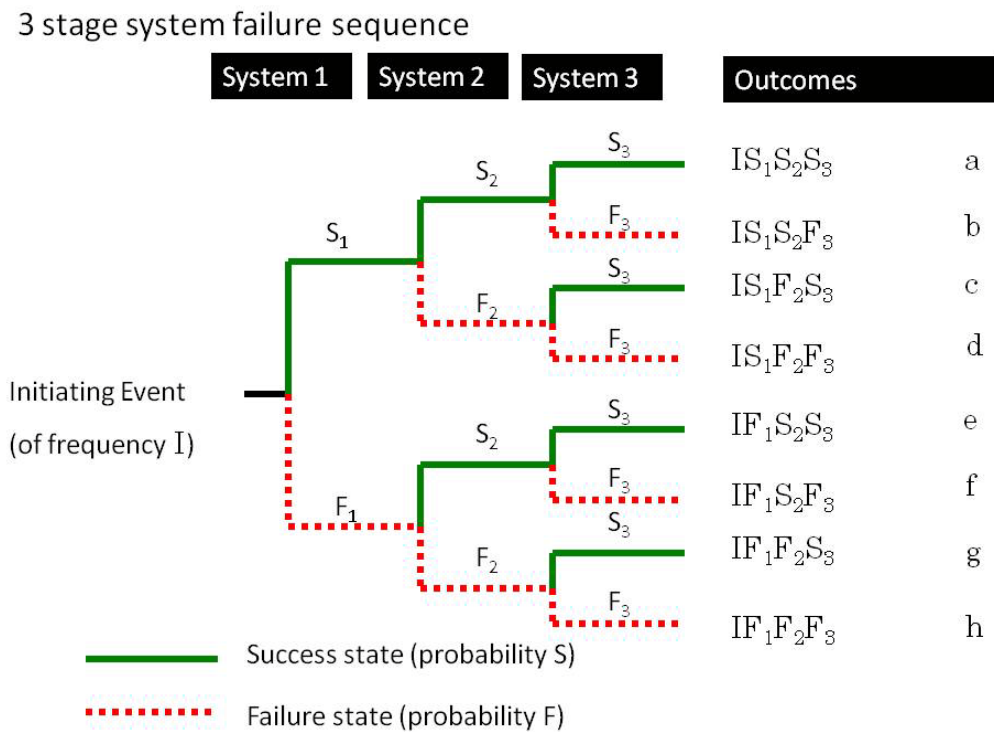 3 stage system failure sequence
System 1 System 2 System 3 Outcomes
S₃ IS₁S₂S₃ a
S₂
F₃ IS₁S₂F₃ b
S₁
S₃ IS₁F₂S₃ c
F₂
F₃ IS₁F₂F₃ d
Initiating Event
(of frequency I)
S₃ IF₁S₂S₃ e
S₂
F₃ IF₁S₂F₃ f
F₁
S₃ IF₁F₂S₃ g
F₂
F₃ IF₁F₂F₃ h
Success state (probability S)
Failure state (probability F)